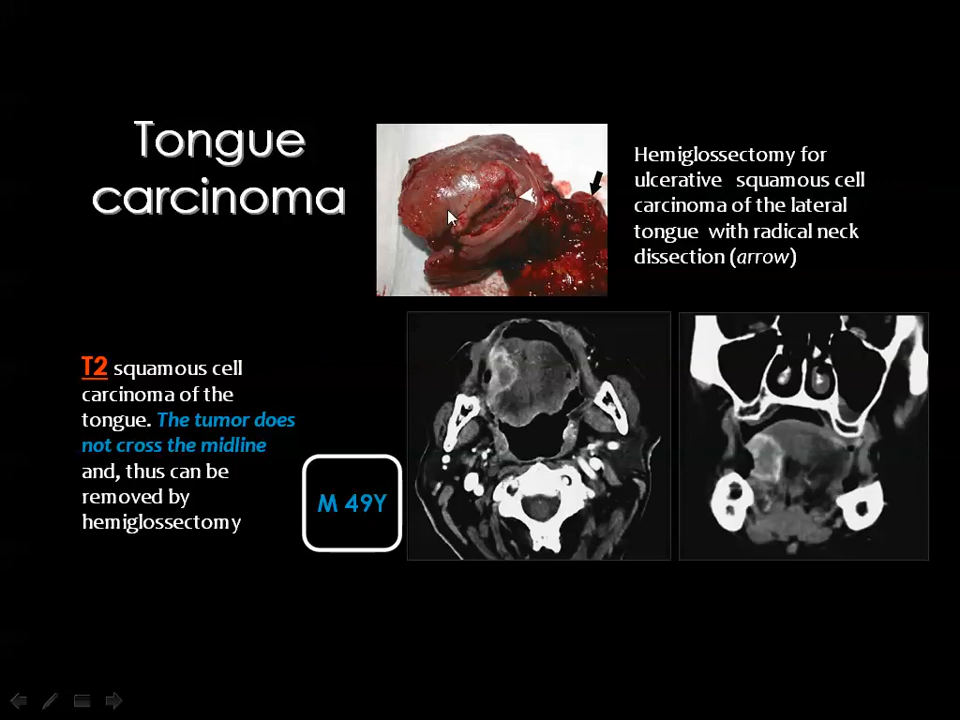 Tongue
carcinoma
Hemiglossectomy for
ulcerative squamous cell
carcinoma of the lateral
tongue with radical neck
dissection (arrow)
T2 squamous cell
carcinoma of the
tongue. The tumor does
not cross the midline
and, thus can be
removed by
hemiglossectomy
M 49Y